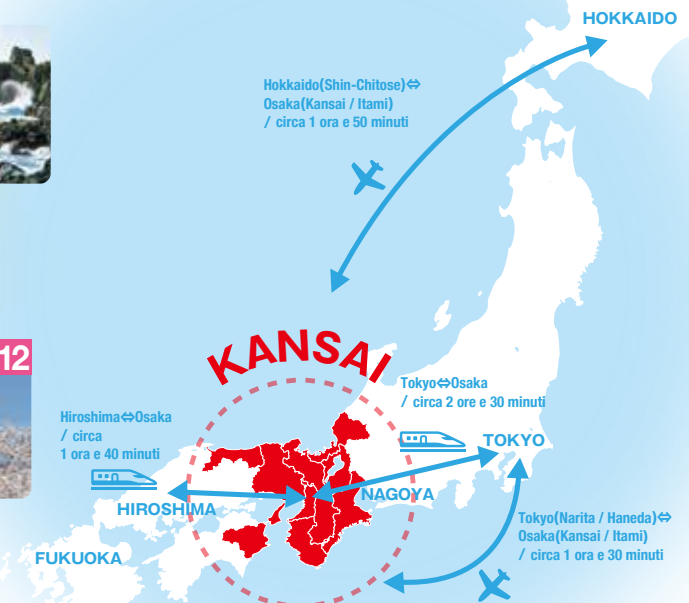 HOKKAIDO
Hokkaido(Shin-Chitose)⇔
Osaka(Kansai / Itami)
/ circa 1 ora e 50 minuti
KANSAI
12
Tokyo⇔Osaka
/ circa 2 ore e 30 minuti
Hiroshima⇔Osaka
/ circa
1 ora e 40 minuti
TOKYO
NAGOYA
HIROSHIMA
Tokyo(Narita / Haneda)⇔
Osaka(Kansai / Itami)
/ circa 1 ora e 30 minuti
FUKUOKA